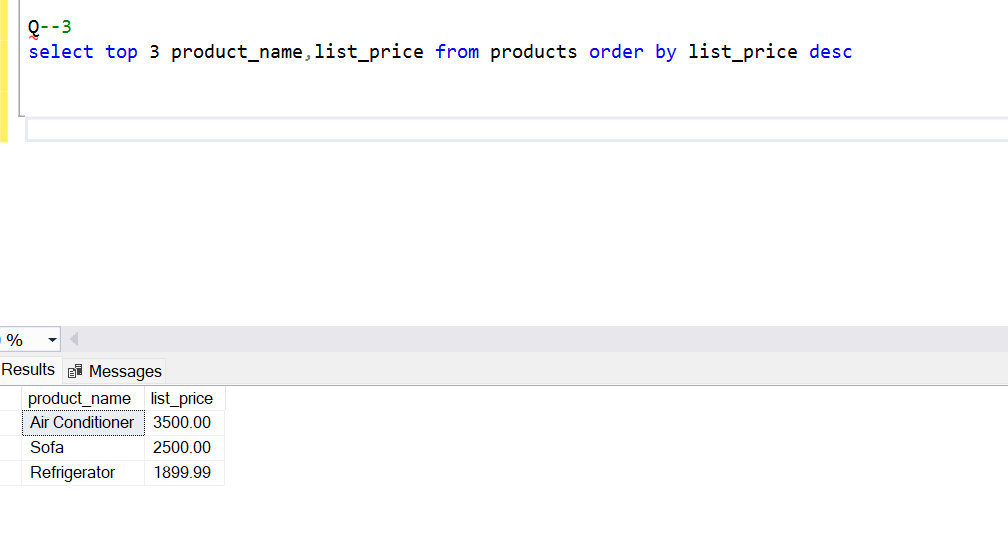 Q--3
select top 3 product_name,list_price from products order by list_price desc
%
Results Messages
product_name list_price
Air Conditioner 3500.00
Sofa 2500.00
Refrigerator 1899.99